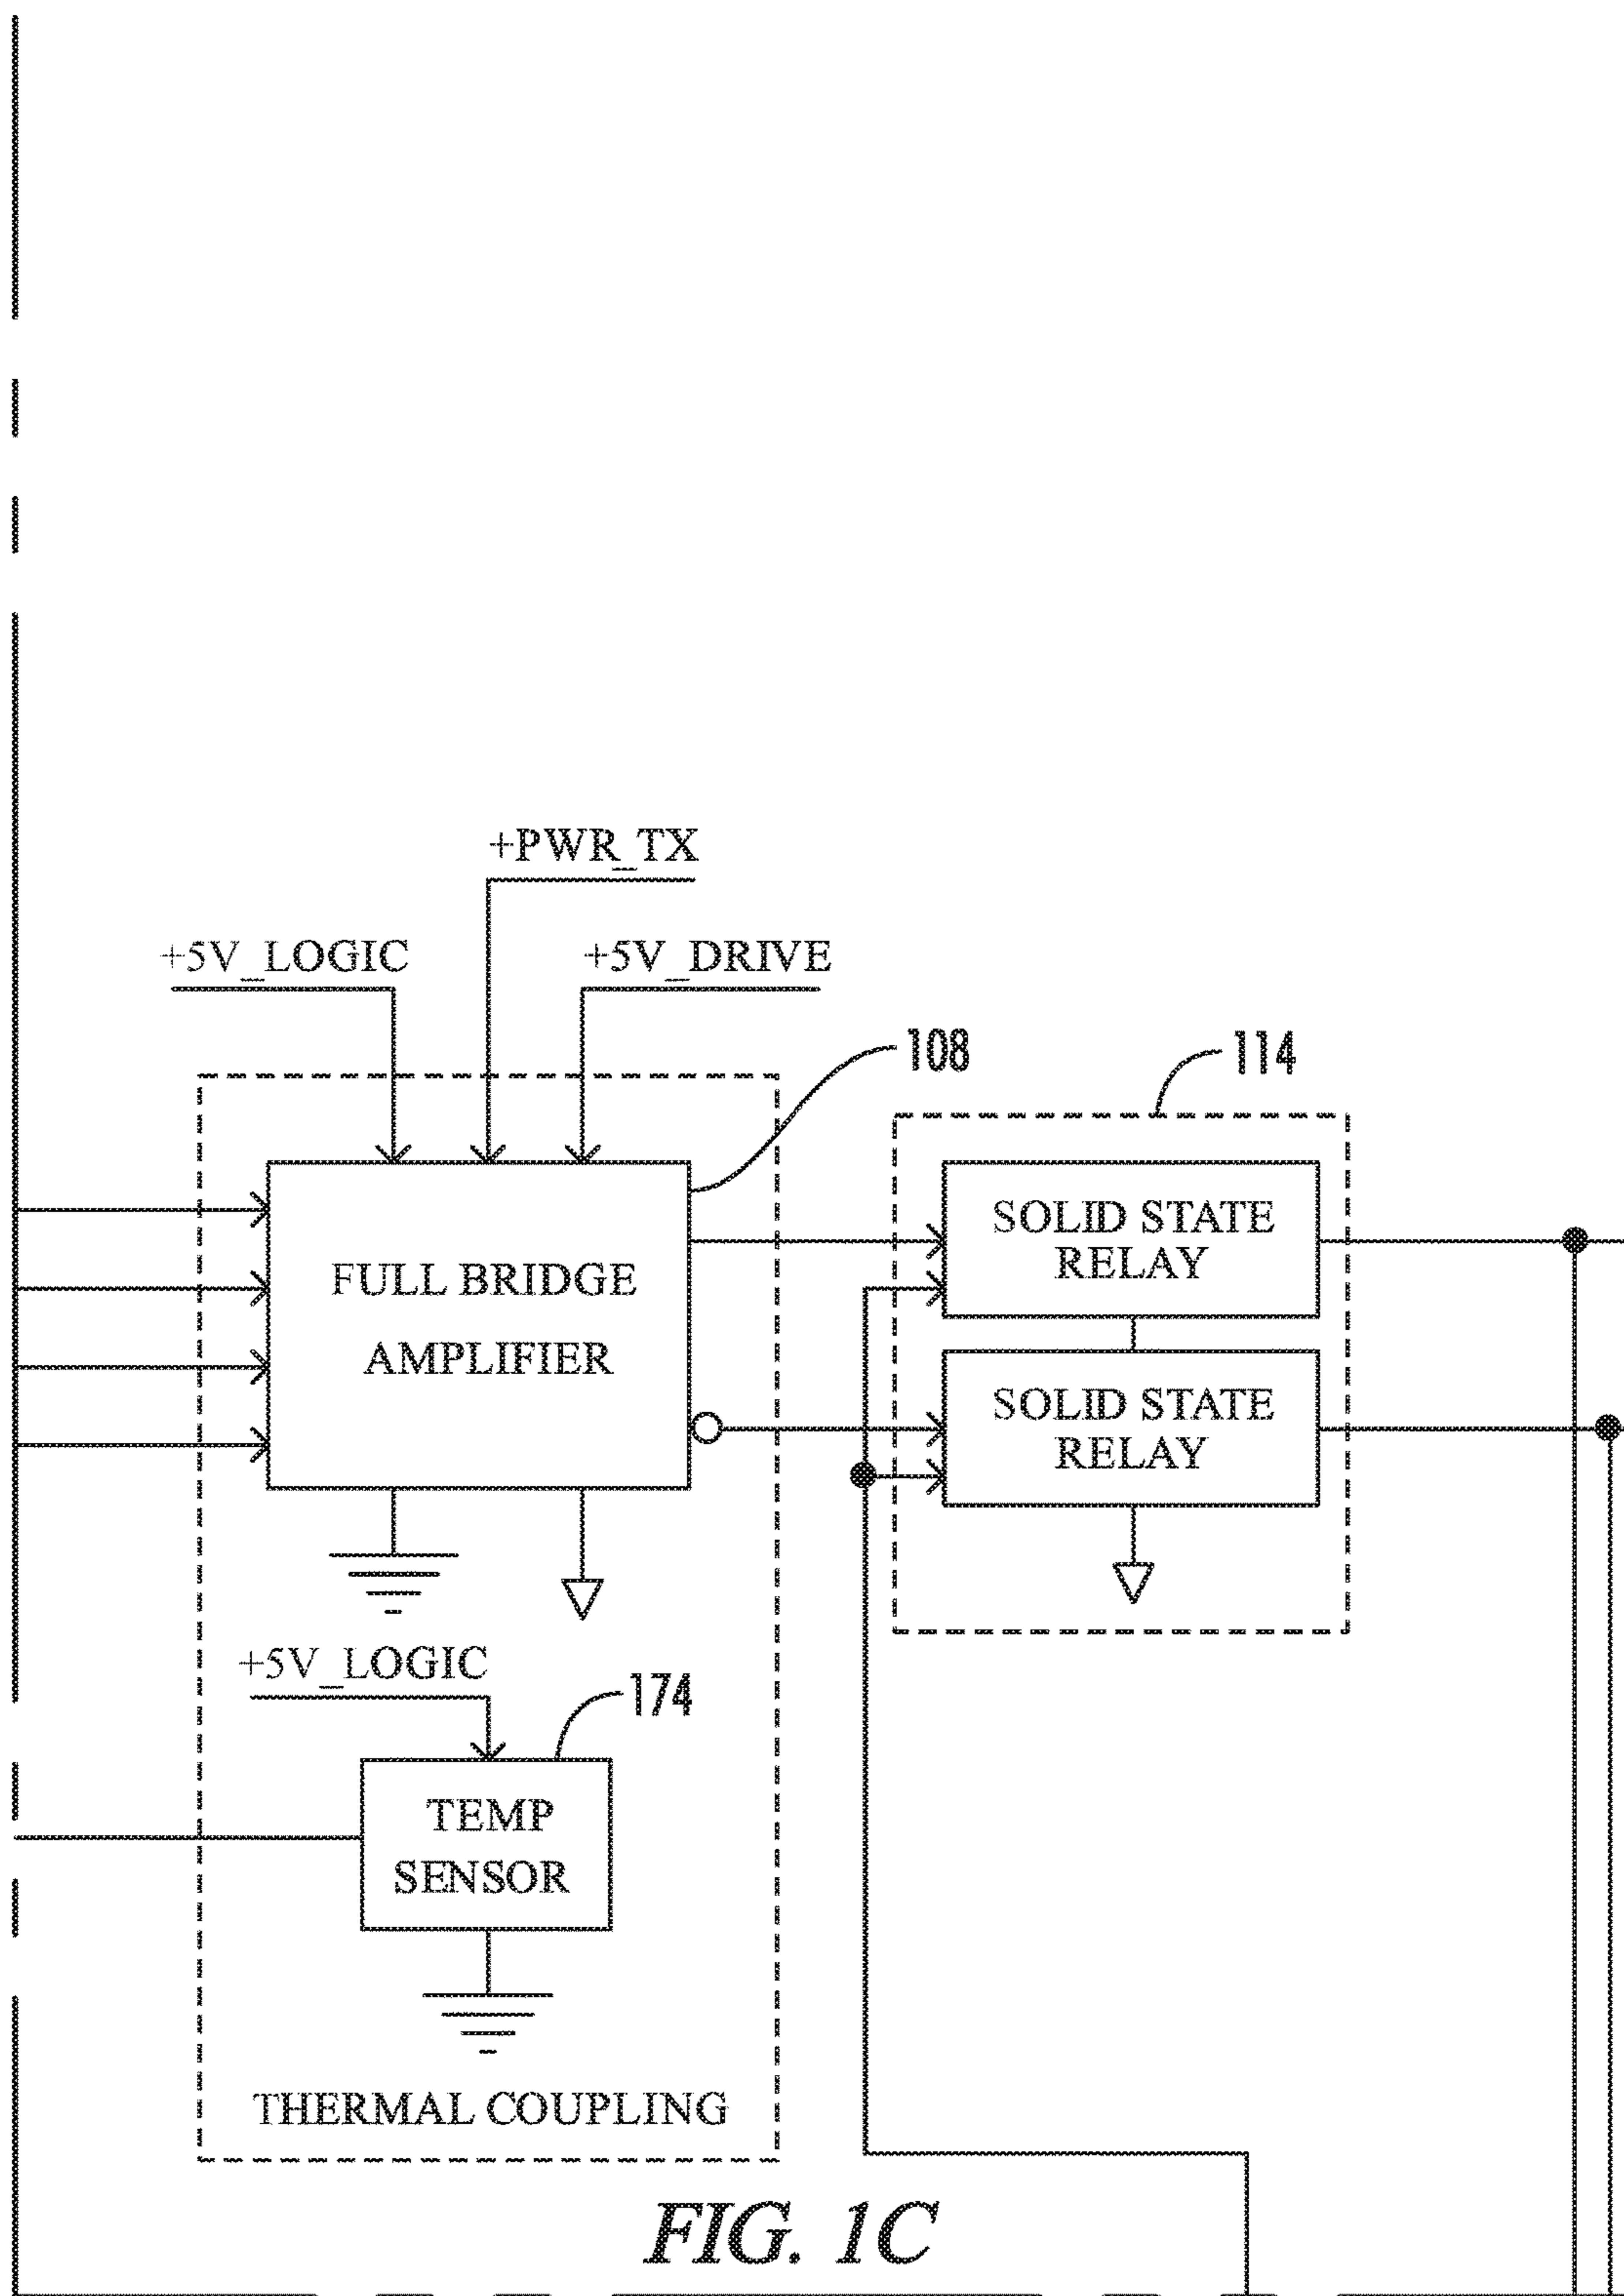 +PWR_TX
+5V_LOGIC
+5V_DRIVE
108
114
FULL BRIDGE
AMPLIFIER
SOLID STATE
RELAY
SOLID STATE
RELAY
+5V_LOGIC
174
TEMP
SENSOR
THERMAL COUPLING
FIG. 1C